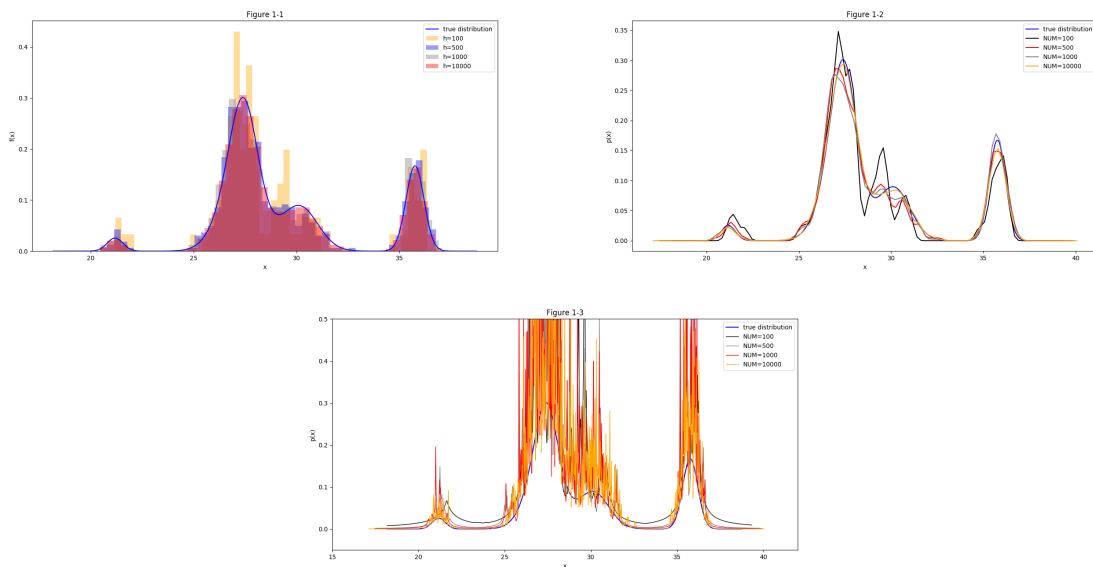 Figure 1-1
true distribution
h=100
h=500
h=1000
h=10000
0.4
0.3
0.2
0.1
0.0
f(x)
20
25
30
35
x
Figure 1-2
true distribution
NUM=100
NUM=500
NUM=1000
NUM=10000
0.35
0.30
0.25
0.20
0.15
0.10
0.05
0.00
p(x)
20
25
30
35
40
x
Figure 1-3
true distribution
NUM=100
NUM=500
NUM=1000
NUM=10000
0.5
0.4
0.3
0.2
0.1
0.0
p(x)
15
20
25
30
35
40
x